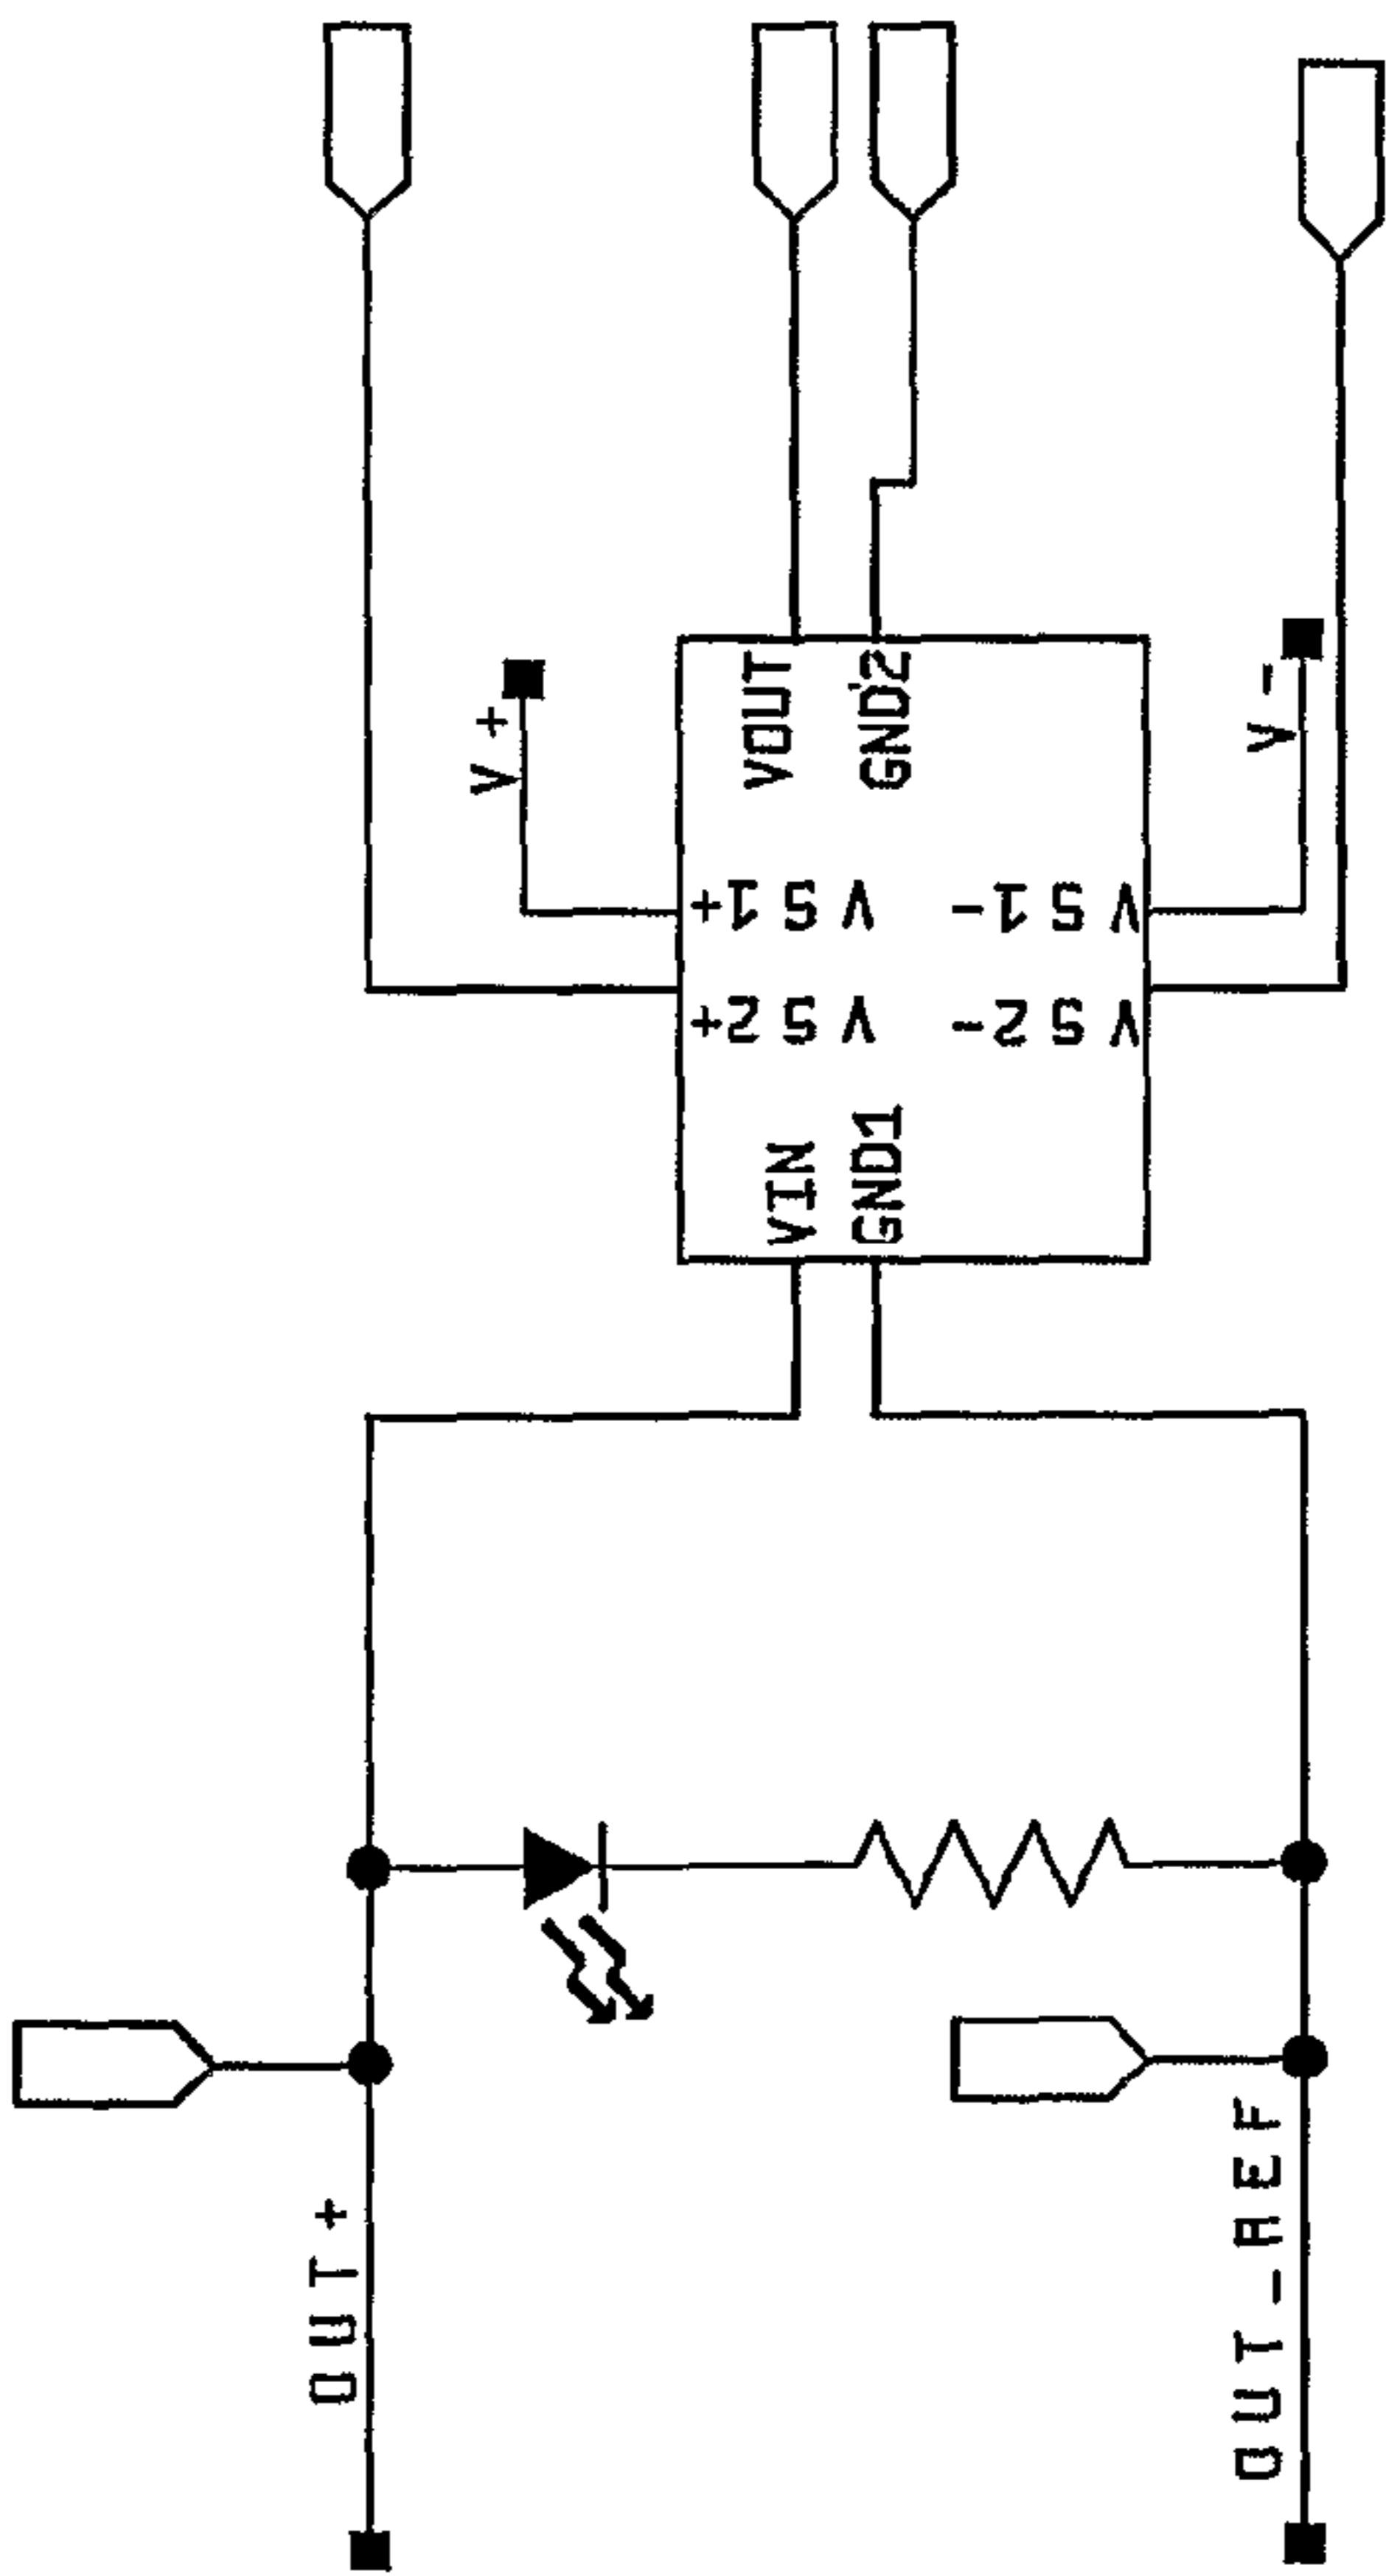 V+
VOUT
GND2
V-
VS1+
VS1-
VS2+
VS2-
VIN
GND1
OUT+
OUT-REF